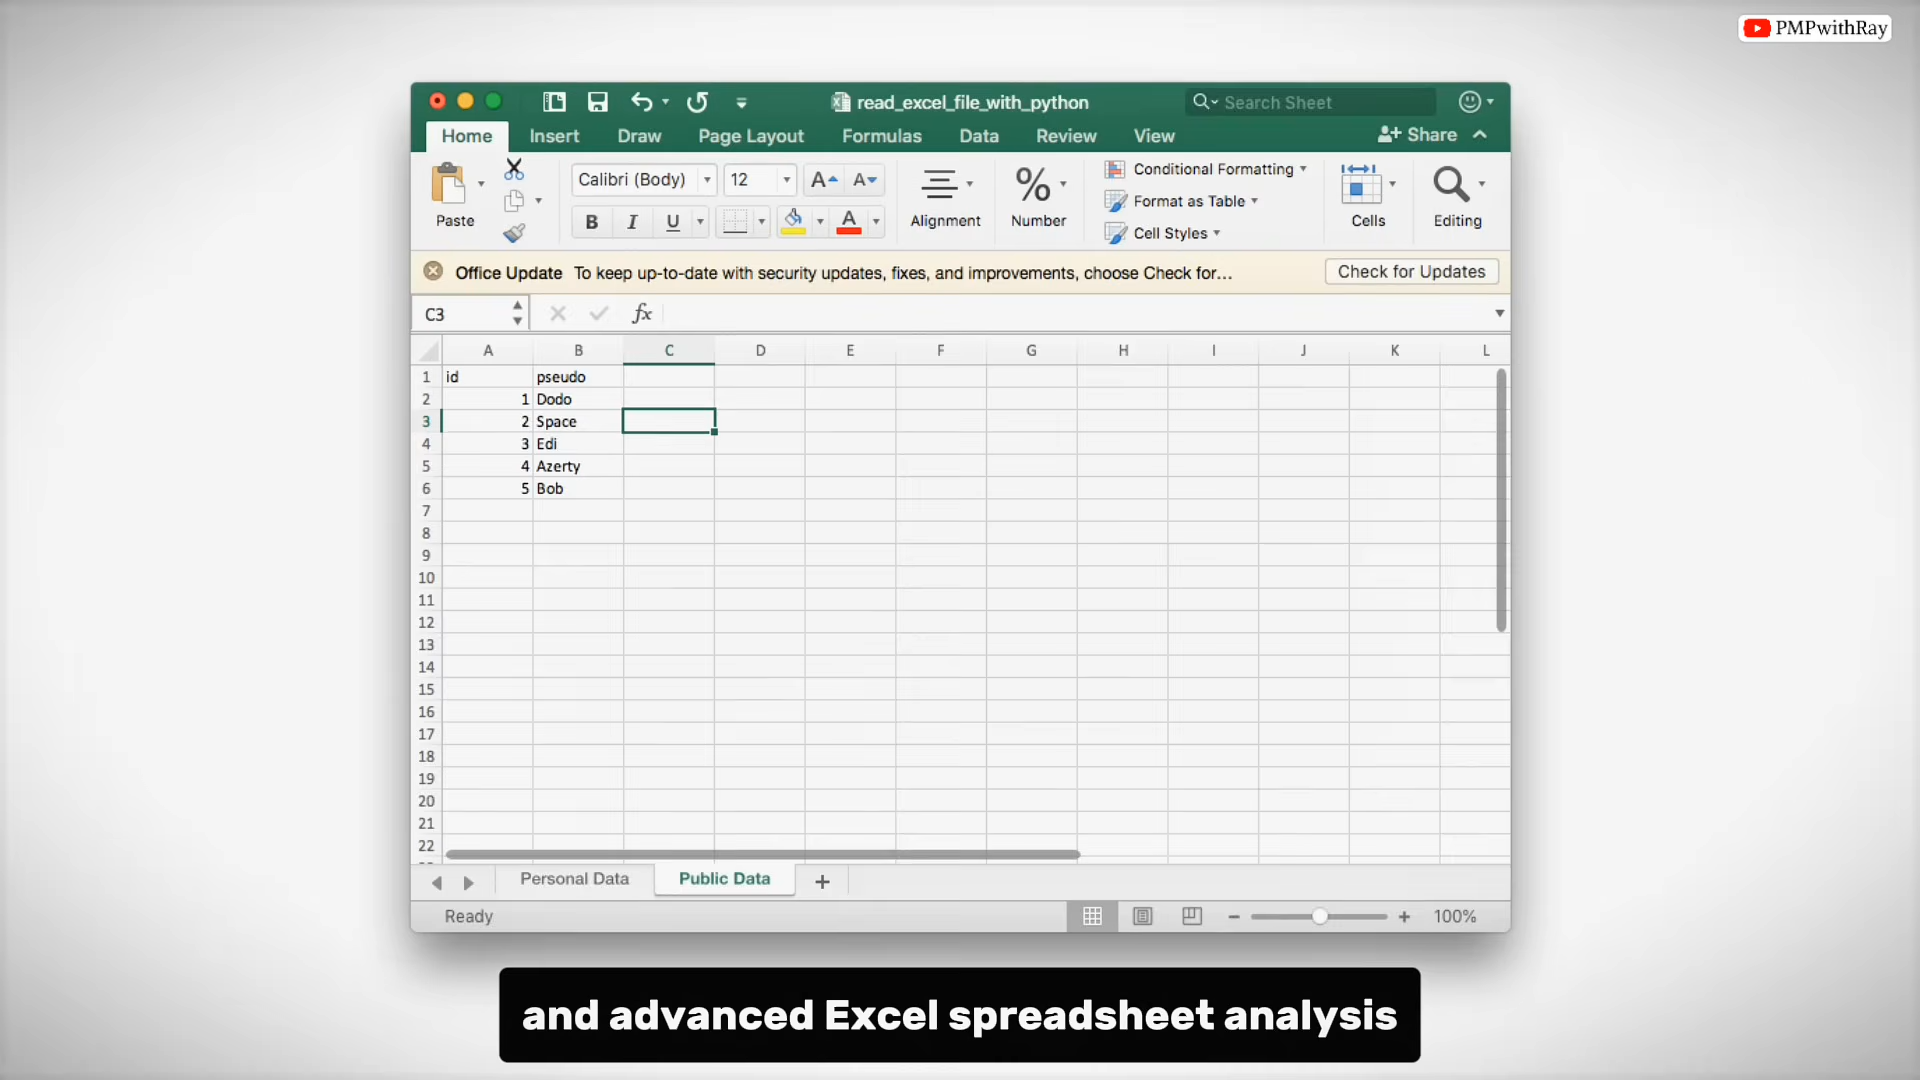 PMPwithRay
read_excel_file_with_python
Search Sheet
Home Insert Draw Page Layout Formulas Data Review View Share
Calibri (Body) 12 A A
Conditional Formatting
Format as Table
Cell Styles
B I U A
Paste Alignment % Number Cells Editing
Office Update To keep up-to-date with security updates, fixes, and improvements, choose Check for... Check for Updates
C3 fx
A B C D E F G H I J K L
1 id pseudo
2 1 Dodo
3 2 Space
4 3 Edi
5 4 Azerty
6 5 Bob
7
8
9
10
11
12
13
14
15
16
17
18
19
20
21
22
Personal Data Public Data +
Ready 100%
and advanced Excel spreadsheet analysis